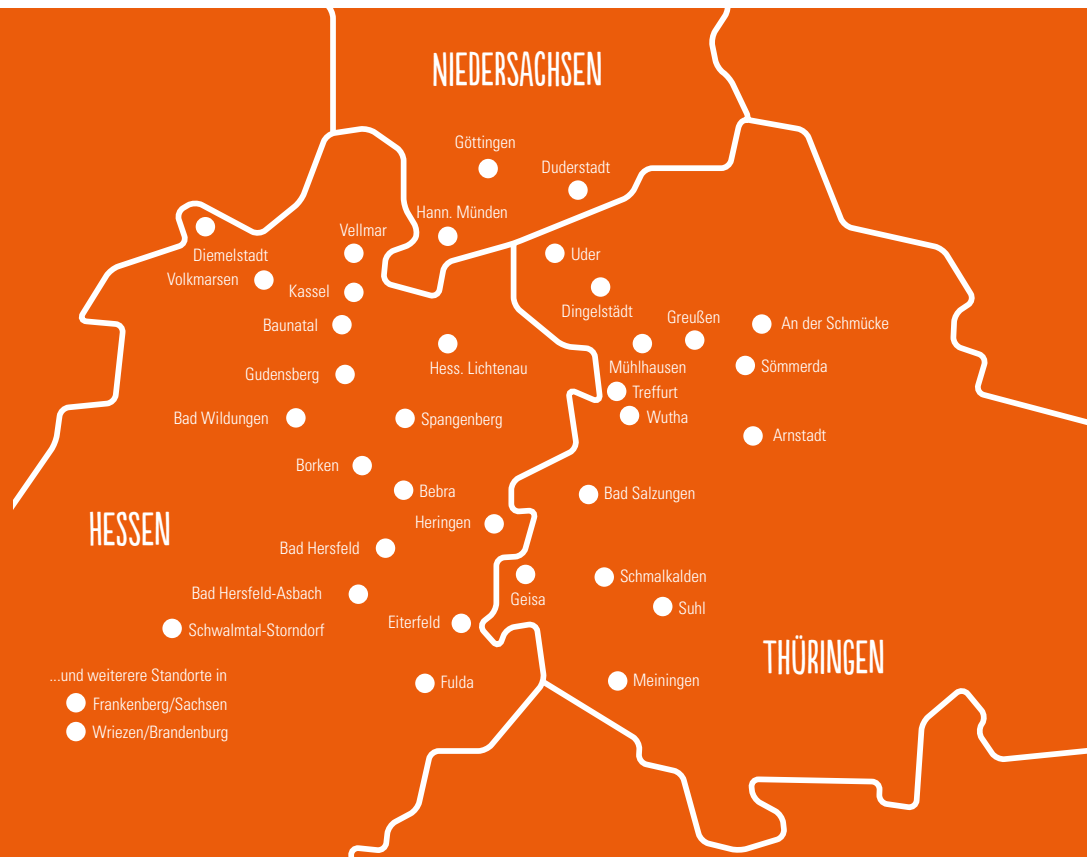 NIEDERSACHSEN
Göttingen
Duderstadt
Hann. Münden
Vellmar
Diemelstadt
Uder
Volkmarsen
Kassel
Dingelstädt
Greußen
An der Schmücke
Baunatal
Hess. Lichtenau
Mühlhausen
Sömmerda
Gudensberg
Treffurt
Bad Wildungen
Spangenberg
Wutha
Arnstadt
Borken
Bebra
Bad Salzungen
Heringen
HESSEN
Bad Hersfeld
Schmalkalden
Bad Hersfeld-Asbach
Geisa
Suhl
Eiterfeld
Schwalmtal-Storndorf
THÜRINGEN
...und weiterere Standorte in
Fulda
Meiningen
Frankenberg/Sachsen
Wriezen/Brandenburg